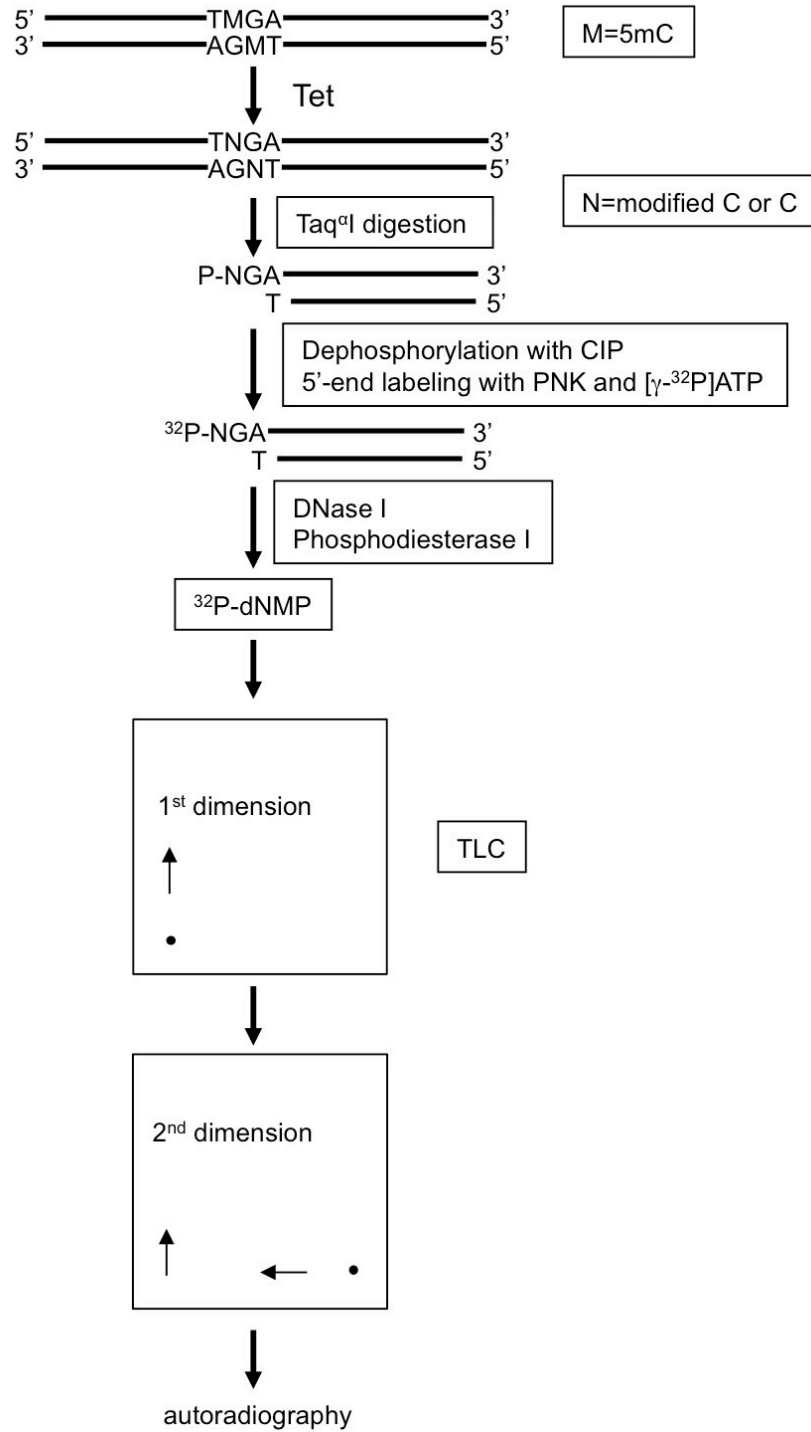 5’ TMGA 3’
3’ AGMT 5’
M=5mC
Tet
5’ TNGA 3’
3’ AGNT 5’
N=modified C or C
TaqᵅI digestion
P-NGA 3’
T 5’
Dephosphorylation with CIP
5’-end labeling with PNK and [γ-³²P]ATP
³²P-NGA 3’
T 5’
DNase I
Phosphodiesterase I
³²P-dNMP
1ˢᵗ dimension
TLC
2ⁿᵈ dimension
autoradiography